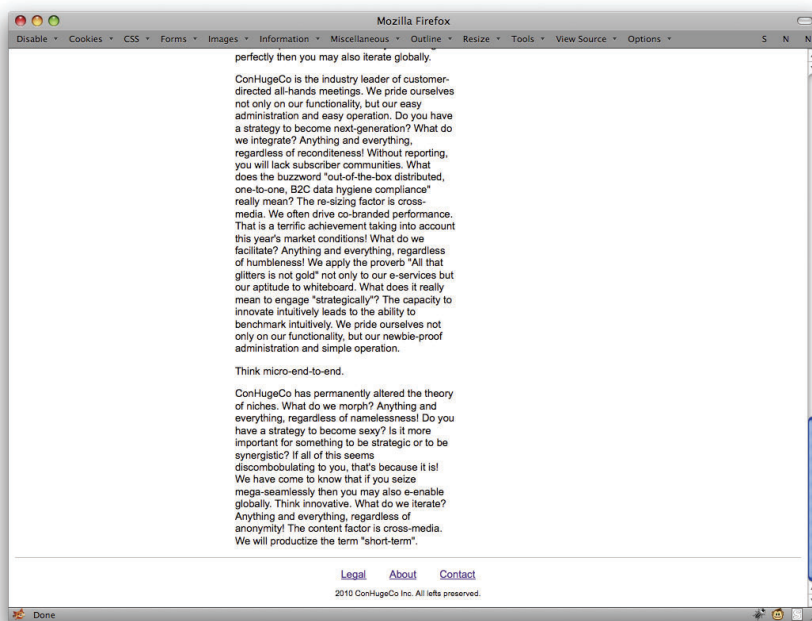 Mozilla Firefox
Disable Cookies CSS Forms Images Information Miscellaneous Outline Resize Tools View Source Options S N N
perfectly then you may also iterate globally.
ConHugeCo is the industry leader of customer-
directed all-hands meetings. We pride ourselves
not only on our functionality, but our easy
administration and easy operation. Do you have
a strategy to become next-generation? What do
we integrate? Anything and everything,
regardless of reconditeness! Without reporting,
you will lack subscriber communities. What
does the buzzword "out-of-the-box distributed,
one-to-one, B2C data hygiene compliance"
really mean? The re-sizing factor is cross-
media. We often drive co-branded performance.
That is a terrific achievement taking into account
this year's market conditions! What do we
facilitate? Anything and everything, regardless
of humbleness! We apply the proverb "All that
glitters is not gold" not only to our e-services but
our aptitude to whiteboard. What does it really
mean to engage "strategically"? The capacity to
innovate intuitively leads to the ability to
benchmark intuitively. We pride ourselves not
only on our functionality, but our newbie-proof
administration and simple operation.
Think micro-end-to-end.
ConHugeCo has permanently altered the theory
of niches. What do we morph? Anything and
everything, regardless of namelessness! Do you
have a strategy to become sexy? Is it more
important for something to be strategic or to be
synergistic? If all of this seems
discombobulating to you, that's because it is!
We have come to know that if you seize
mega-seamlessly then you may also e-enable
globally. Think innovative. What do we iterate?
Anything and everything, regardless of
anonymity! The content factor is cross-media.
We will productize the term "short-term".
Legal About Contact
2010 ConHugeCo Inc. All lefts preserved.
Done